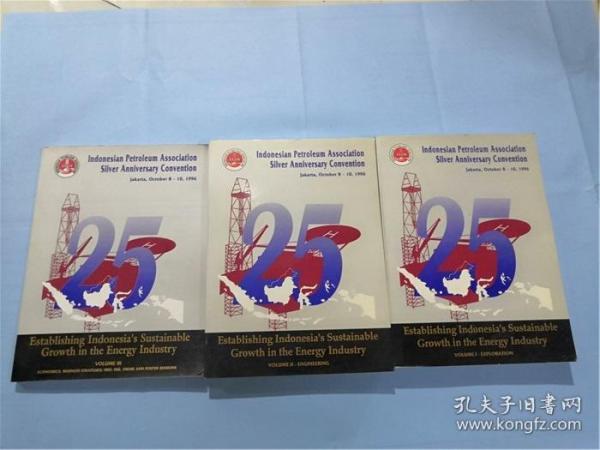 Indonesian Petroleum Association
Silver Anniversary Convention
Jakarta, October 8 - 10, 1996
25
Establishing Indonesia's Sustainable
Growth in the Energy Industry
VOLUME III
Indonesian Petroleum Association
Silver Anniversary Convention
Jakarta, October 8 - 10, 1996
25
Establishing Indonesia's Sustainable
Growth in the Energy Industry
VOLUME II - ENGINEERING
Indonesian Petroleum Association
Silver Anniversary Convention
Jakarta, October 8 - 10, 1996
25
Establishing Indonesia's Sustainable
Growth in the Energy Industry
VOLUME I - EXPLORATION
孔夫子旧书网
www.kongfz.com